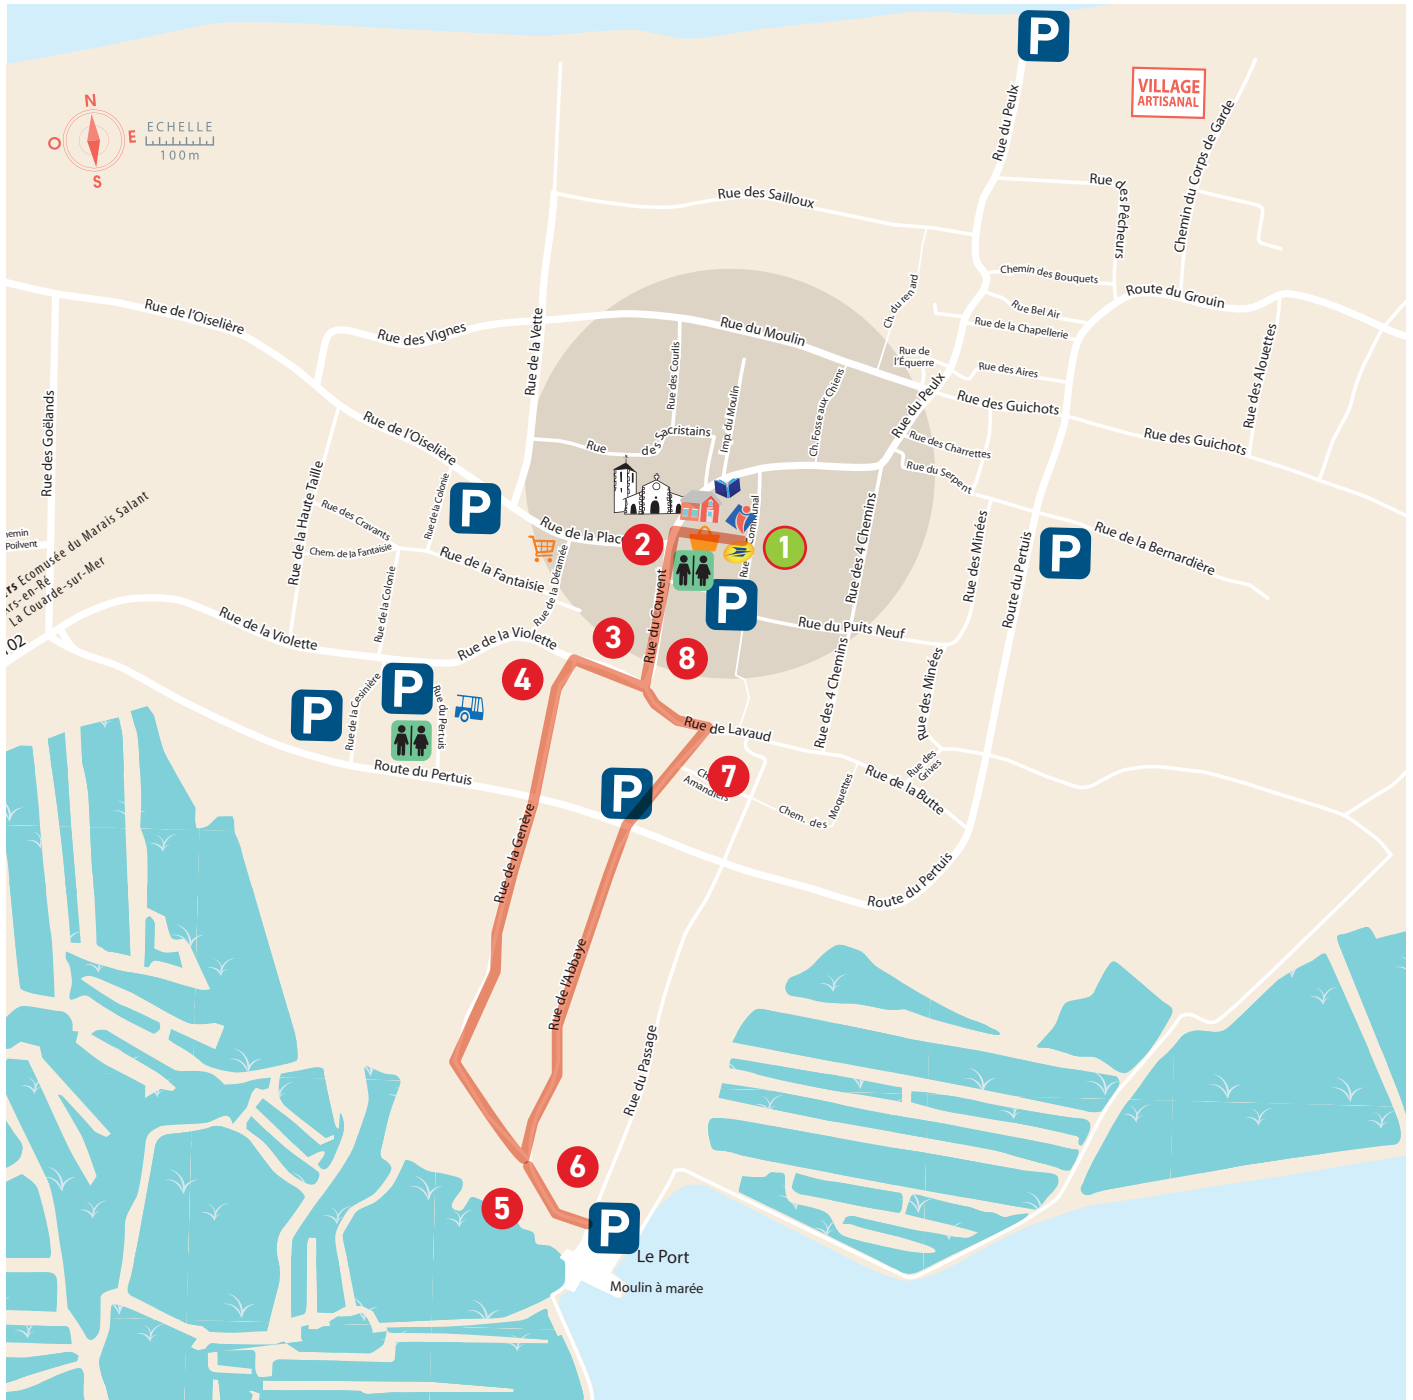 P
VILLAGE
ARTISANAL
N
O
E
S
ECHELLE
100m
Rue du Peulx
Chemin du Corps de Garde
Rue des Pêcheurs
Rue des Sailloux
Chemin des Bouquets
Route du Grouin
Rue de l'Oiselière
Rue des Vignes
Rue de la Vette
Rue du Moulin
Ch. du renard
Rue Bel Air
Rue de la Chapellerie
Rue de
l'Équerre
Rue des Aires
Rue des Alouettes
Rue des Goëlands
Rue des Courlis
Imp. du Moulin
Ch. Fosse aux Chiens
Rue du Peulx
Rue des Guichots
Rue des Guichots
Rue de l'Oiselière
Rue des Sacristains
Rue des Charrettes
Rue du Serpent
Rue de la Haute Taille
Rue des Cravants
Rue de la Colonie
P
Rue de la Place
2
1
Rue des 4 Chemins
Rue des Minées
Route du Pertuis
P
Rue de la Bernardière
Chem. de la Fantaisie
Rue de la Fantaisie
Rue de la Déramée
Poilvent
Ecomusée du Marais Salant
Ars-en-Ré
La Couarde-sur-Mer
Rue de la Colonie
P
Rue du Puits Neuf
Rue de la Violette
Rue de la Violette
3
Rue du Couvent
8
4
Rue des 4 Chemins
Rue des Minées
P
P
Rue de la Cesinière
Rue du Pertuis
Route du Pertuis
Rue de Lavaud
7
Amandiers
Chem. des
Moquettes
Rue des
Grives
Rue de la Butte
P
Rue de la Genève
Route du Pertuis
Rue de l'Abbaye
Rue du Passage
6
5
P
Le Port
Moulin à marée